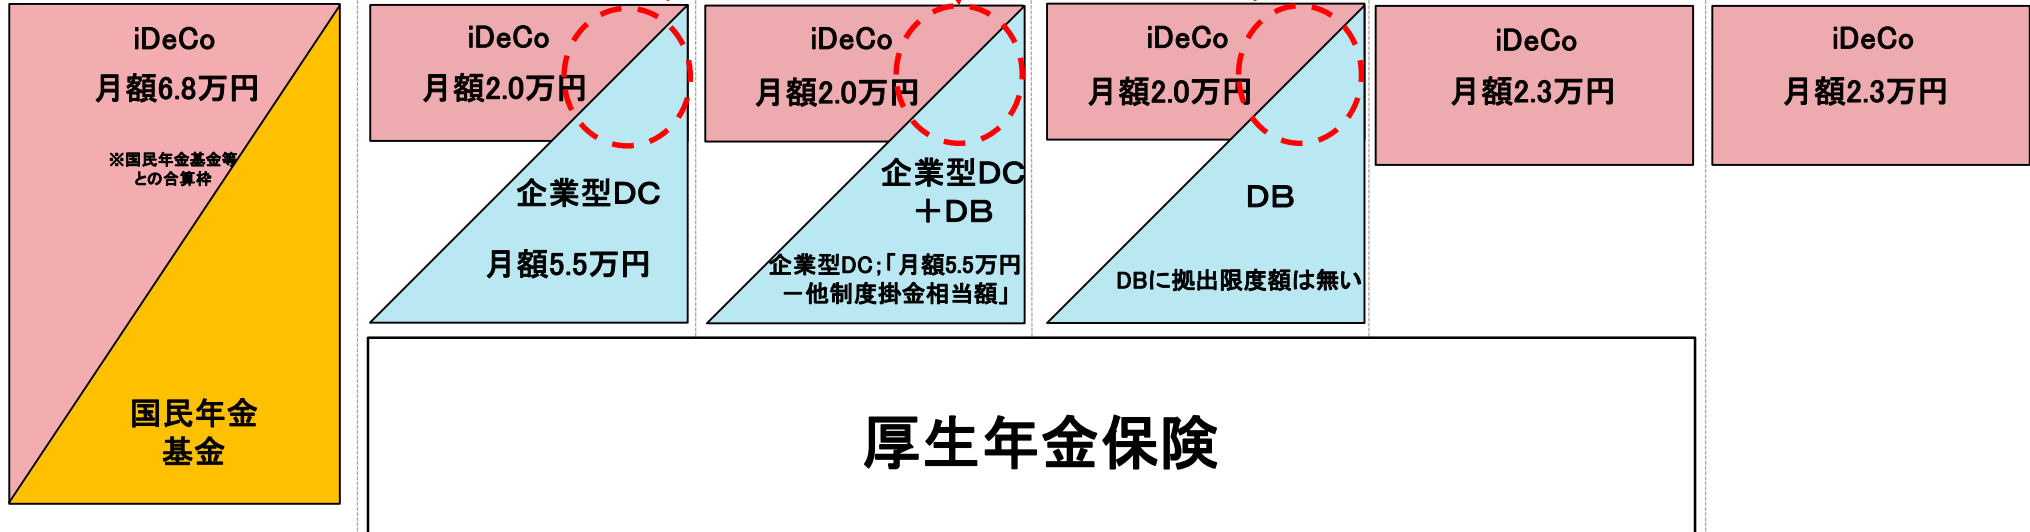 iDeCo
月額6.8万円
※国民年金基金等
との合算枠
国民年金
基金
iDeCo
月額2.0万円
企業型DC
月額5.5万円
iDeCo
月額2.0万円
企業型DC
＋DB
企業型DC;「月額5.5万円
－他制度掛金相当額」
iDeCo
月額2.0万円
DB
DBに拠出限度額は無い
iDeCo
月額2.3万円
iDeCo
月額2.3万円
厚生年金保険